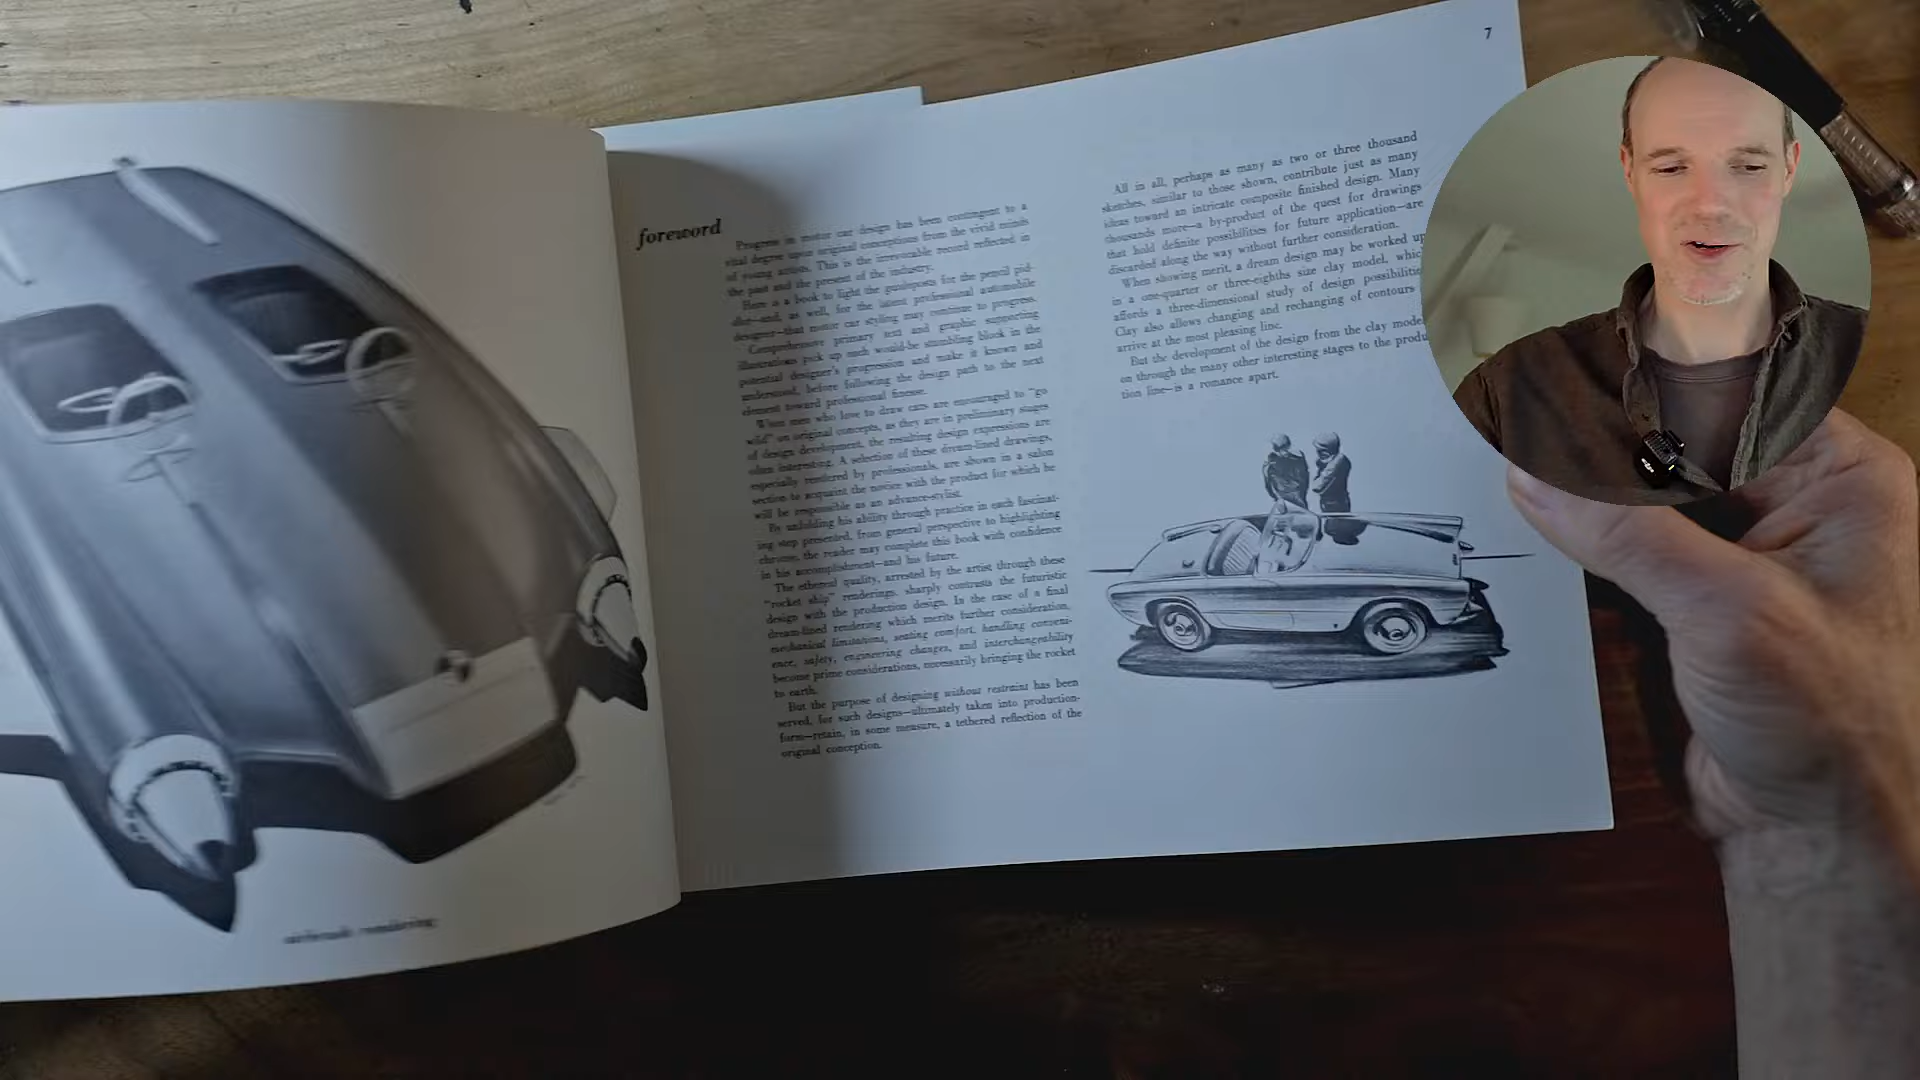 foreword
Progress in motor car design has been contingent to a
vital degree upon original conceptions from the vivid minds
of young artists. This is the irrevocable record reflected in
the past and the present of the industry.
Here is a book to light the guideposts for the pencil pid-
dler—and, as well, for the latent professional automobile
designer—that motor car styling may continue to progress.
Comprehensive primary text and graphic supporting
illustrations pick up each would-be stumbling block in the
potential designer's progression and make it known and
understood, before following the design path to the next
element toward professional finesse.
When men who love to draw cars are encouraged to "go
wild" on original concepts, as they are in preliminary stages
of design development, the resulting design expressions are
often interesting. A selection of these dream-lined drawings,
especially rendered by professionals, are shown in a salon
section to acquaint the novice with the product for which he
will be responsible as an advance-stylist.
By unfolding his ability through practice in each fascinat-
ing step presented, from general perspective to highlighting
chrome, the reader may complete this book with confidence
in his accomplishment—and his future.
The ethereal quality, arrested by the artist through these
"rocket ship" renderings, sharply contrasts the futuristic
design with the production design. In the case of a final
dream-lined rendering which merits further consideration,
mechanical limitations, seating comfort, handling conveni-
ence, safety, engineering changes, and interchangeability
become prime considerations, necessarily bringing the rocket
to earth.
But the purpose of designing without restraint has been
served, for such designs—ultimately taken into production-
form—retain, in some measure, a tethered reflection of the
original conception.
7
All in all, perhaps as many as two or three thousand
sketches, similar to those shown, contribute just as many
ideas toward an intricate composite finished design. Many
thousands more—a by-product of the quest for drawings
that hold definite possibilities for future application—are
discarded along the way without further consideration.
When showing merit, a dream design may be worked up
in a one-quarter or three-eighths size clay model, whic
affords a three-dimensional study of design possibilitie
Clay also allows changing and rechanging of contours
arrive at the most pleasing line.
But the development of the design from the clay mode
on through the many other interesting stages to the produ
tion line—is a romance apart.
airbrush rendering